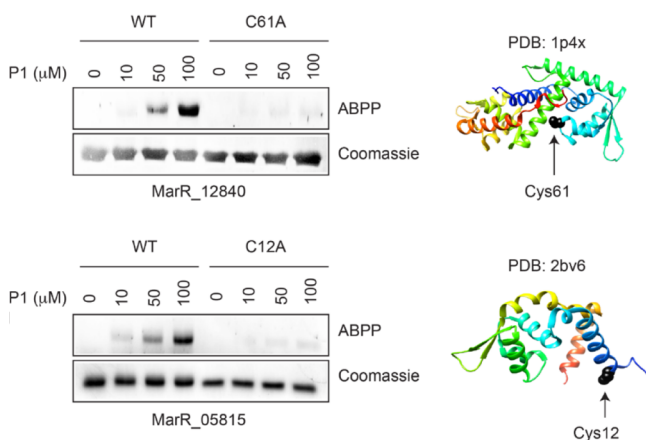 WT C61A
P1 (μM) 0 10 50 100 0 10 50 100
ABPP
Coomassie
MarR_12840
PDB: 1p4x
Cys61
WT C12A
P1 (μM) 0 10 50 100 0 10 50 100
ABPP
Coomassie
MarR_05815
PDB: 2bv6
Cys12